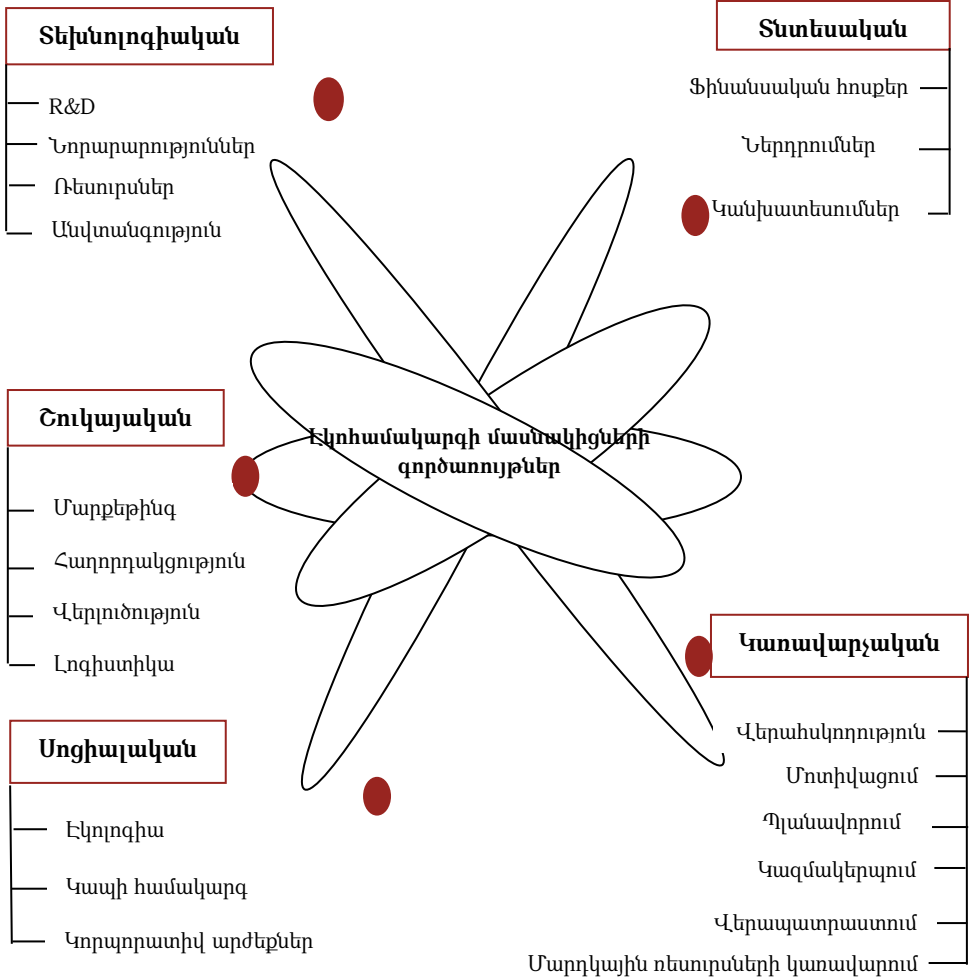 Տեխնոլոգիական
R&D
Նորարարություններ
Ռեսուրսներ
Անվտանգություն
Տնտեսական
Ֆինանսական հոսքեր
Ներդրումներ
Կանխատեսումներ
Էկոհամակարգի մասնակիցների
գործառույթներ
Շուկայական
Մարքեթինգ
Հաղորդակցություն
Վերլուծություն
Լոգիստիկա
Սոցիալական
Էկոլոգիա
Կապի համակարգ
Կորպորատիվ արժեքներ
Կառավարչական
Վերահսկողություն
Մոտիվացում
Պլանավորում
Կազմակերպում
Վերապատրաստում
Մարդկային ռեսուրսների կառավարում